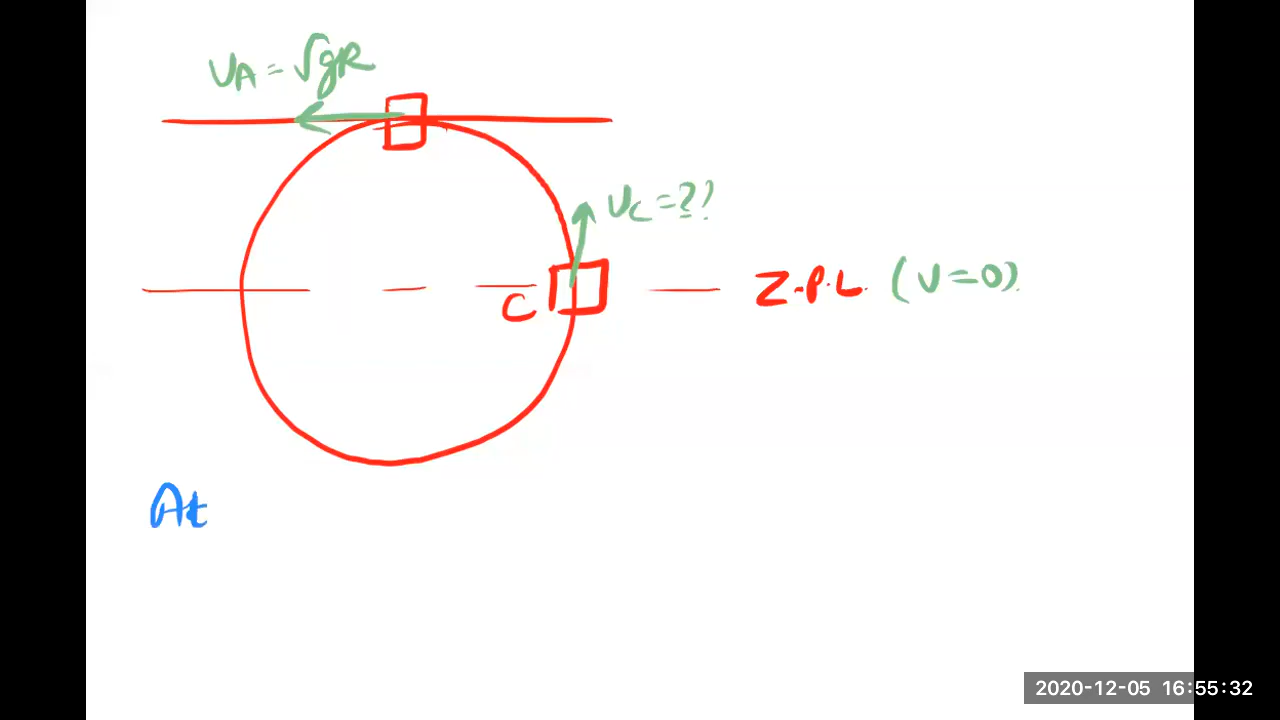 VA = √gR
VC = ??
C
Z.P.L. (V=0).
At
2020-12-05 16:55:32